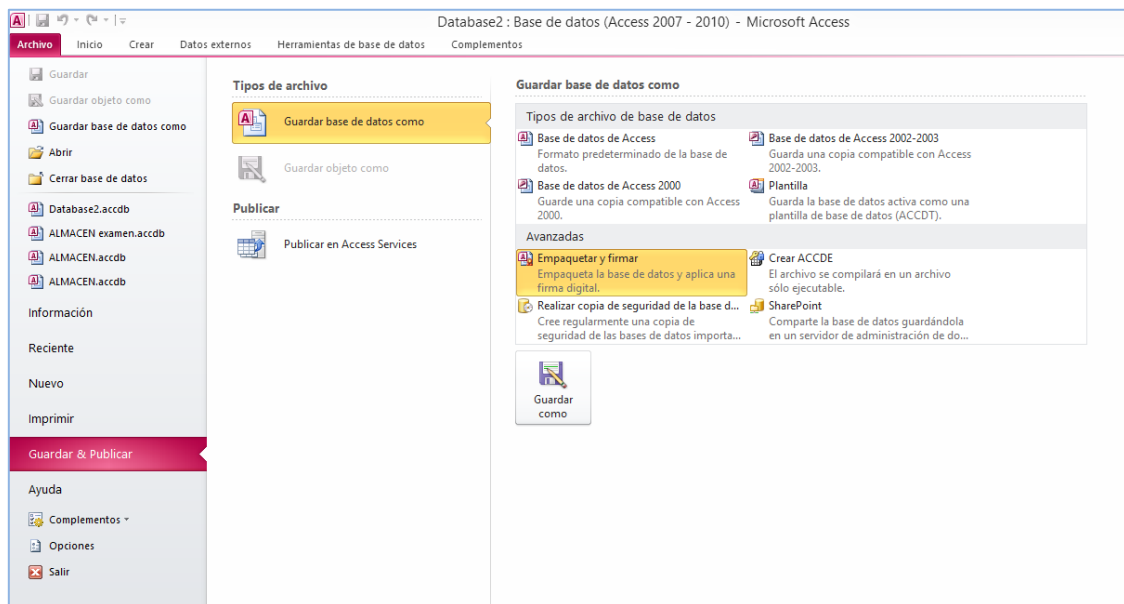 Database2 : Base de datos (Access 2007 - 2010) - Microsoft Access
Archivo Inicio Crear Datos externos Herramientas de base de datos Complementos
Guardar
Guardar objeto como
Guardar base de datos como
Abrir
Cerrar base de datos
Database2.accdb
ALMACEN examen.accdb
ALMACEN.accdb
ALMACEN.accdb
Información
Reciente
Nuevo
Imprimir
Guardar & Publicar
Ayuda
Complementos
Opciones
Salir
Tipos de archivo
Guardar base de datos como
Guardar objeto como
Publicar
Publicar en Access Services
Guardar base de datos como
Tipos de archivo de base de datos
Base de datos de Access
Formato predeterminado de la base de
datos.
Base de datos de Access 2002-2003
Guarda una copia compatible con Access
2002-2003.
Base de datos de Access 2000
Guarde una copia compatible con Access
2000.
Plantilla
Guarda la base de datos activa como una
plantilla de base de datos (ACCDT).
Avanzadas
Empaquetar y firmar
Empaqueta la base de datos y aplica una
firma digital.
Crear ACCDE
El archivo se compilará en un archivo
sólo ejecutable.
Realizar copia de seguridad de la base d...
Cree regularmente una copia de
seguridad de las bases de datos importa...
SharePoint
Comparte la base de datos guardándola
en un servidor de administración de do...
Guardar
como